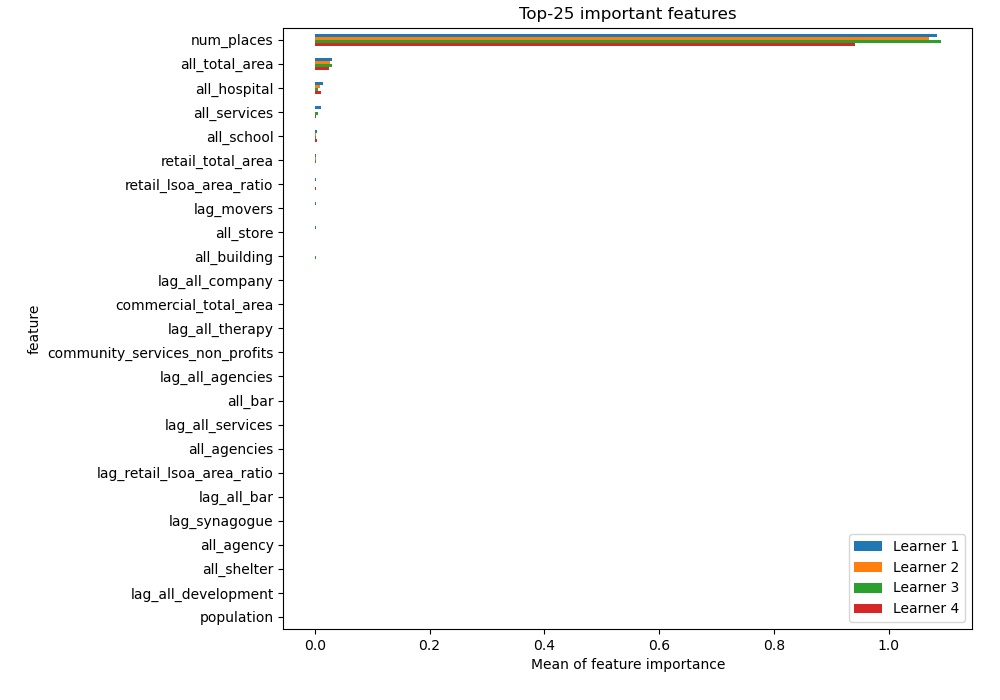 Top-25 important features
num_places
all_total_area
all_hospital
all_services
all_school
retail_total_area
retail_lsoa_area_ratio
lag_movers
all_store
all_building
lag_all_company
commercial_total_area
lag_all_therapy
community_services_non_profits
lag_all_agencies
all_bar
lag_all_services
all_agencies
lag_retail_lsoa_area_ratio
lag_all_bar
lag_synagogue
all_agency
all_shelter
lag_all_development
population
feature
Learner 1
Learner 2
Learner 3
Learner 4
0.0 0.2 0.4 0.6 0.8 1.0
Mean of feature importance